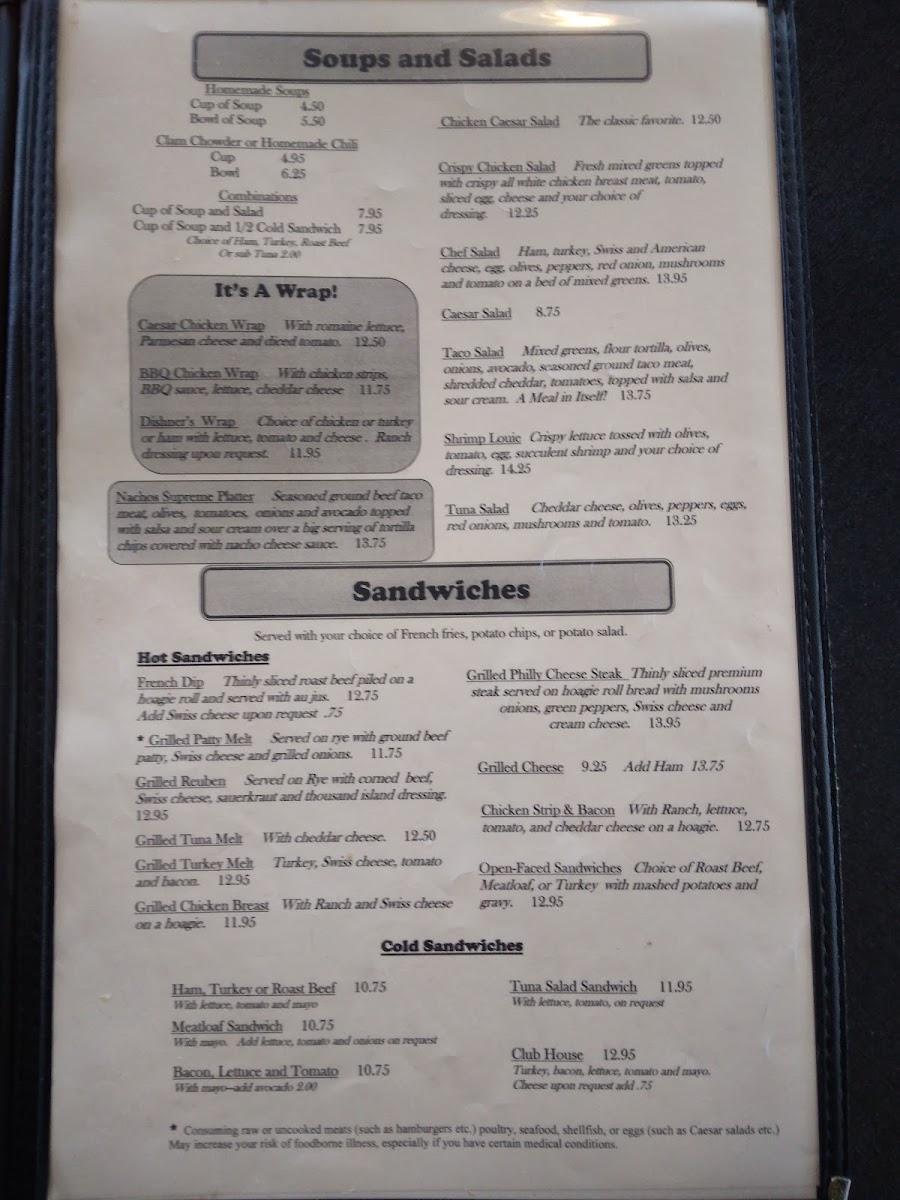 Soups and Salads
Homemade Soups
Cup of Soup 4.50
Bowl of Soup 5.50
Clam Chowder or Homemade Chili
Cup 4.95
Bowl 6.25
Combinations
Cup of Soup and Salad 7.95
Cup of Soup and 1/2 Cold Sandwich 7.95
Choice of Ham, Turkey, Roast Beef
Or sub Tuna 2.00
It's A Wrap!
Caesar Chicken Wrap With romaine lettuce,
Parmesan cheese and diced tomato. 12.50
BBQ Chicken Wrap With chicken strips,
BBQ sauce, lettuce, cheddar cheese 11.75
Dishner's Wrap Choice of chicken or turkey
or ham with lettuce, tomato and cheese . Ranch
dressing upon request. 11.95
Nachos Supreme Platter Seasoned ground beef taco
meat, olives, tomatoes, onions and avocado topped
with salsa and sour cream over a big serving of tortilla
chips covered with nacho cheese sauce. 13.75
Chicken Caesar Salad The classic favorite. 12.50
Crispy Chicken Salad Fresh mixed greens topped
with crispy all white chicken breast meat, tomato,
sliced egg, cheese and your choice of
dressing. 12.25
Chef Salad Ham, turkey, Swiss and American
cheese, egg, olives, peppers, red onion, mushrooms
and tomato on a bed of mixed greens. 13.95
Caesar Salad 8.75
Taco Salad Mixed greens, flour tortilla, olives,
onions, avocado, seasoned ground taco meat,
shredded cheddar, tomatoes, topped with salsa and
sour cream. A Meal in Itself! 13.75
Shrimp Louie Crispy lettuce tossed with olives,
tomato, egg, succulent shrimp and your choice of
dressing. 14.25
Tuna Salad Cheddar cheese, olives, peppers, eggs,
red onions, mushrooms and tomato. 13.25
Sandwiches
Served with your choice of French fries, potato chips, or potato salad.
Hot Sandwiches
French Dip Thinly sliced roast beef piled on a
hoagie roll and served with au jus. 12.75
Add Swiss cheese upon request .75
* Grilled Patty Melt Served on rye with ground beef
patty, Swiss cheese and grilled onions. 11.75
Grilled Reuben Served on Rye with corned beef,
Swiss cheese, sauerkraut and thousand island dressing.
12.95
Grilled Tuna Melt With cheddar cheese. 12.50
Grilled Turkey Melt Turkey, Swiss cheese, tomato
and bacon. 12.95
Grilled Chicken Breast With Ranch and Swiss cheese
on a hoagie. 11.95
Grilled Philly Cheese Steak Thinly sliced premium
steak served on hoagie roll bread with mushrooms
onions, green peppers, Swiss cheese and
cream cheese. 13.95
Grilled Cheese 9.25 Add Ham 13.75
Chicken Strip & Bacon With Ranch, lettuce,
tomato, and cheddar cheese on a hoagie. 12.75
Open-Faced Sandwiches Choice of Roast Beef,
Meatloaf, or Turkey with mashed potatoes and
gravy. 12.95
Cold Sandwiches
Ham, Turkey or Roast Beef 10.75
With lettuce, tomato and mayo
Meatloaf Sandwich 10.75
With mayo. Add lettuce, tomato and onions on request
Bacon, Lettuce and Tomato 10.75
With mayo--add avocado 2.00
Tuna Salad Sandwich 11.95
With lettuce, tomato, on request
Club House 12.95
Turkey, bacon, lettuce, tomato and mayo.
Cheese upon request add .75
* Consuming raw or uncooked meats (such as hamburgers etc.) poultry, seafood, shellfish, or eggs (such as Caesar salads etc.)
May increase your risk of foodborne illness, especially if you have certain medical conditions.